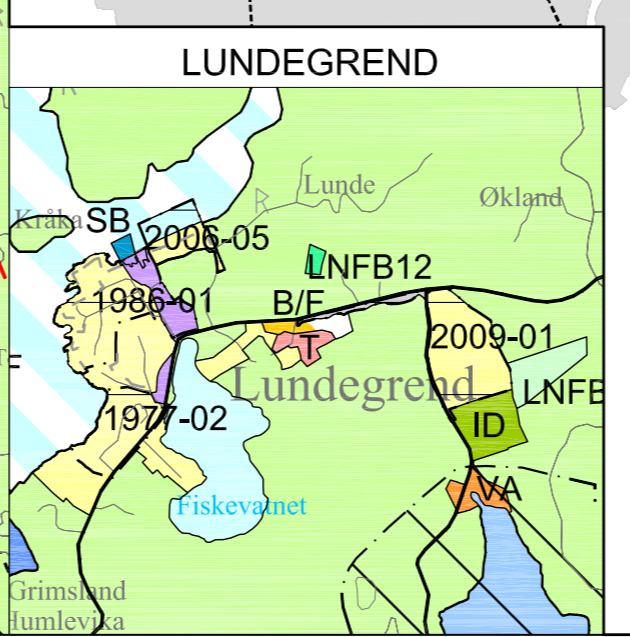 LUNDEGREND
R
Lunde
Økland
R
Kråka
SB
2006-05
LNFB12
1986-01
B/F
I
T
2009-01
Lundegrend
LNFB
1977-02
ID
VA
Fiskevatnet
Grimsland
Humlevika